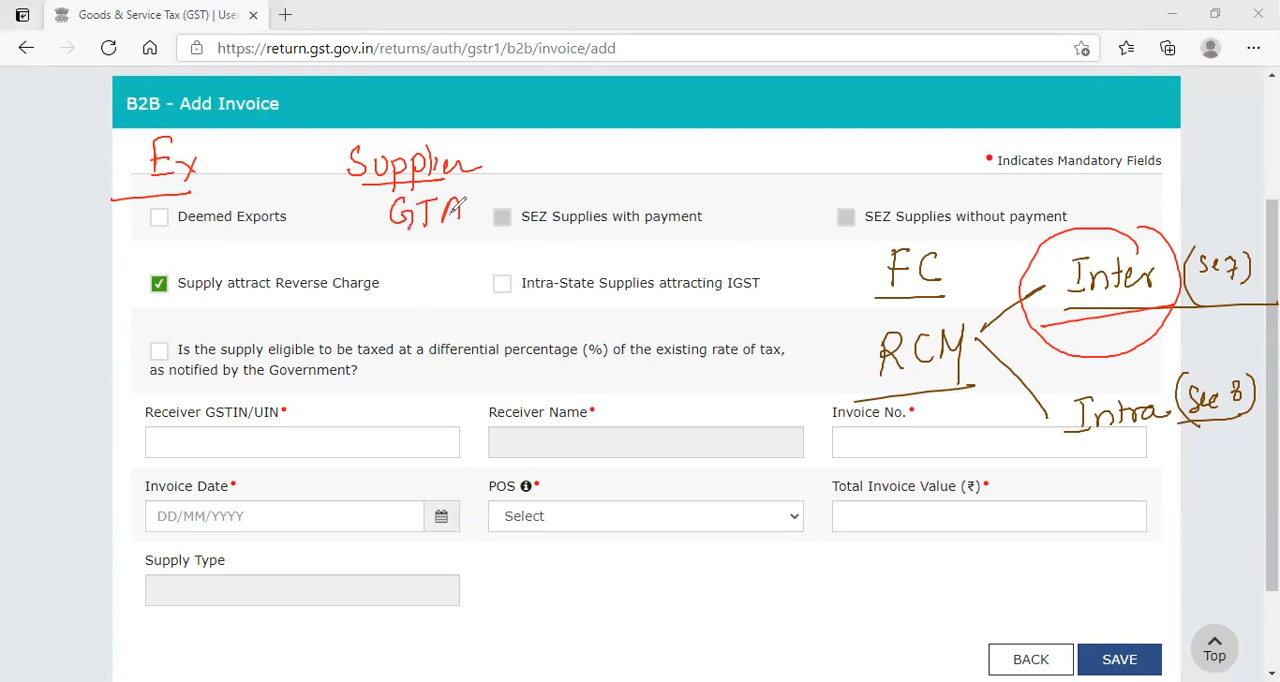 Goods & Service Tax (GST) | Use
https://return.gst.gov.in/returns/auth/gstr1/b2b/invoice/add
B2B - Add Invoice
Ex
Supplier
• Indicates Mandatory Fields
Deemed Exports
GTA
SEZ Supplies with payment
SEZ Supplies without payment
FC
Inter (Se 7)
Supply attract Reverse Charge
Intra-State Supplies attracting IGST
RCM
Is the supply eligible to be taxed at a differential percentage (%) of the existing rate of tax,
as notified by the Government?
Intra (Sec 8)
Receiver GSTIN/UIN•
Receiver Name•
Invoice No.•
Invoice Date•
POS •
Total Invoice Value (₹)•
DD/MM/YYYY
Select
Supply Type
BACK
SAVE
Top